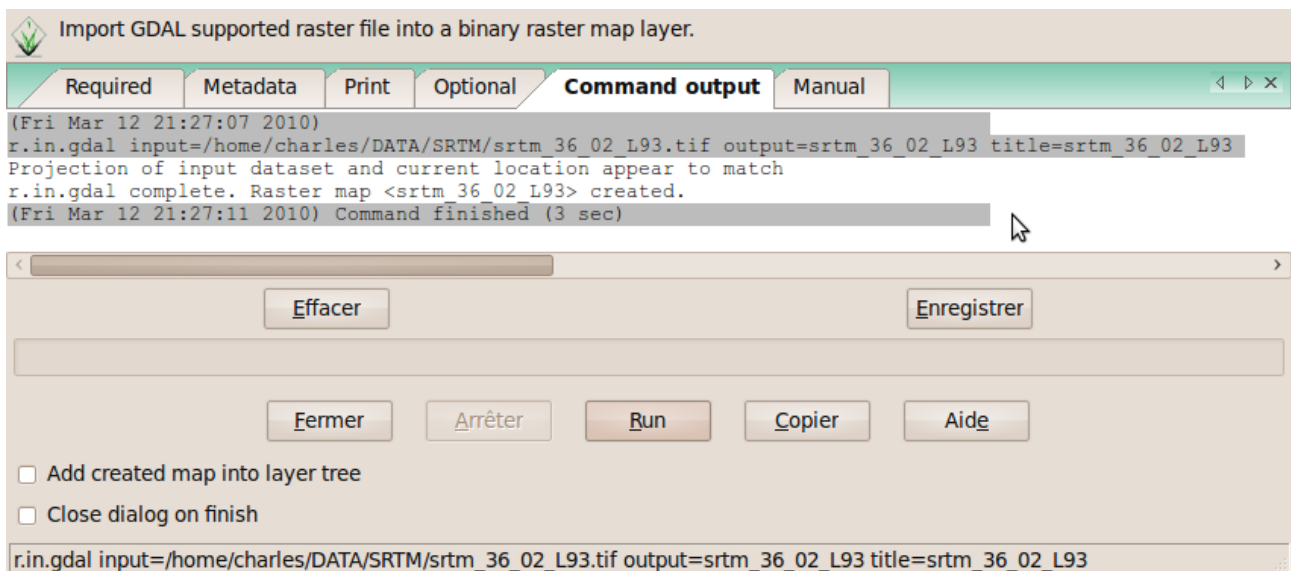 Import GDAL supported raster file into a binary raster map layer.
Required Metadata Print Optional Command output Manual
(Fri Mar 12 21:27:07 2010)
r.in.gdal input=/home/charles/DATA/SRTM/srtm_36_02_L93.tif output=srtm_36_02_L93 title=srtm_36_02_L93
Projection of input dataset and current location appear to match
r.in.gdal complete. Raster map <srtm_36_02_L93> created.
(Fri Mar 12 21:27:11 2010) Command finished (3 sec)
Effacer Enregistrer
Fermer Arrêter Run Copier Aide
Add created map into layer tree
Close dialog on finish
r.in.gdal input=/home/charles/DATA/SRTM/srtm_36_02_L93.tif output=srtm_36_02_L93 title=srtm_36_02_L93